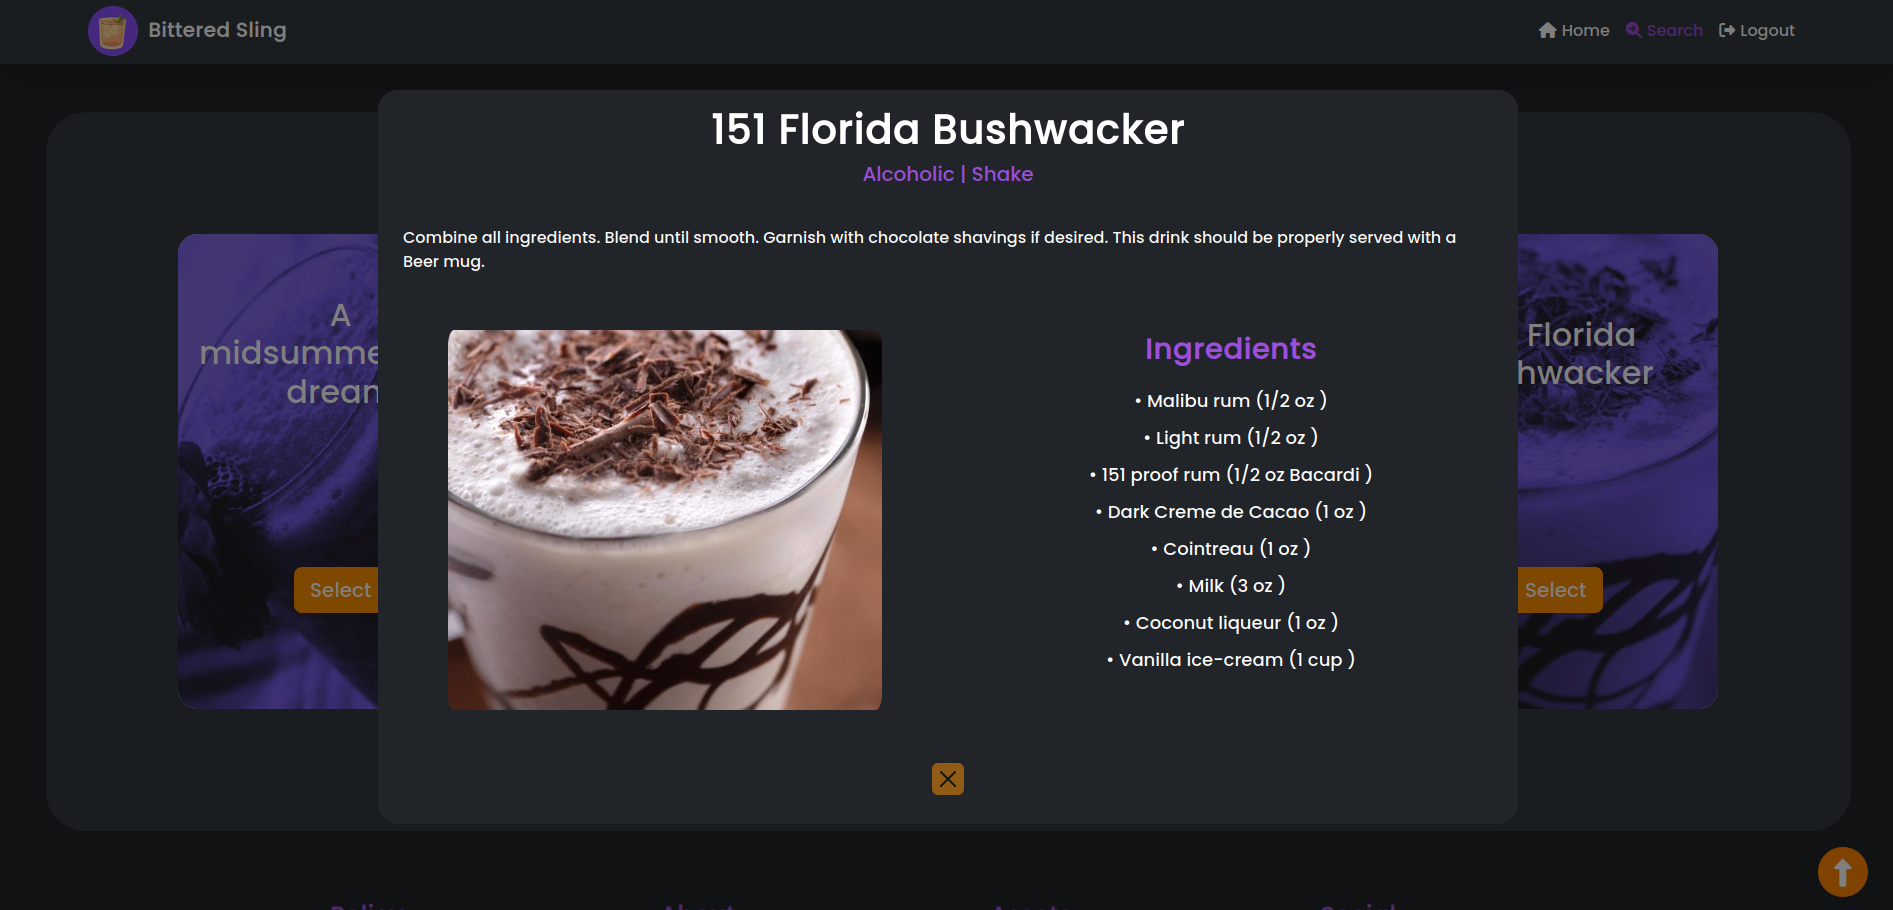 Bittered Sling
Home
Search
Logout
151 Florida Bushwacker
Alcoholic | Shake
Combine all ingredients. Blend until smooth. Garnish with chocolate shavings if desired. This drink should be properly served with a
Beer mug.
Ingredients
• Malibu rum (1/2 oz )
• Light rum (1/2 oz )
• 151 proof rum (1/2 oz Bacardi )
• Dark Creme de Cacao (1 oz )
• Cointreau (1 oz )
• Milk (3 oz )
• Coconut liqueur (1 oz )
• Vanilla ice-cream (1 cup )
A
midsumme
drean
Select
Florida
hwacker
Select